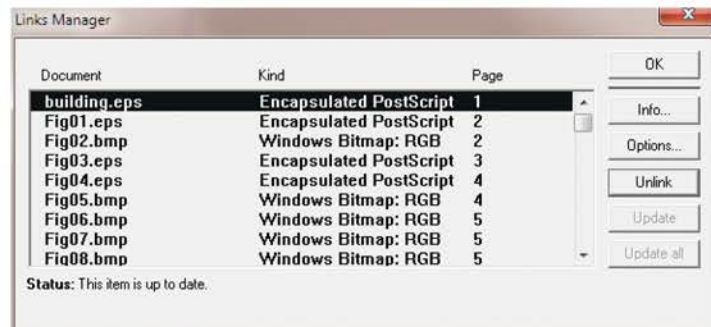 Links Manager
Document Kind Page
building.eps Encapsulated PostScript 1
Fig01.eps Encapsulated PostScript 2
Fig02.bmp Windows Bitmap: RGB 2
Fig03.eps Encapsulated PostScript 3
Fig04.eps Encapsulated PostScript 4
Fig05.bmp Windows Bitmap: RGB 4
Fig06.bmp Windows Bitmap: RGB 5
Fig07.bmp Windows Bitmap: RGB 5
Fig08.bmp Windows Bitmap: RGB 5
Status: This item is up to date.
OK
Info...
Options...
Unlink
Update
Update all